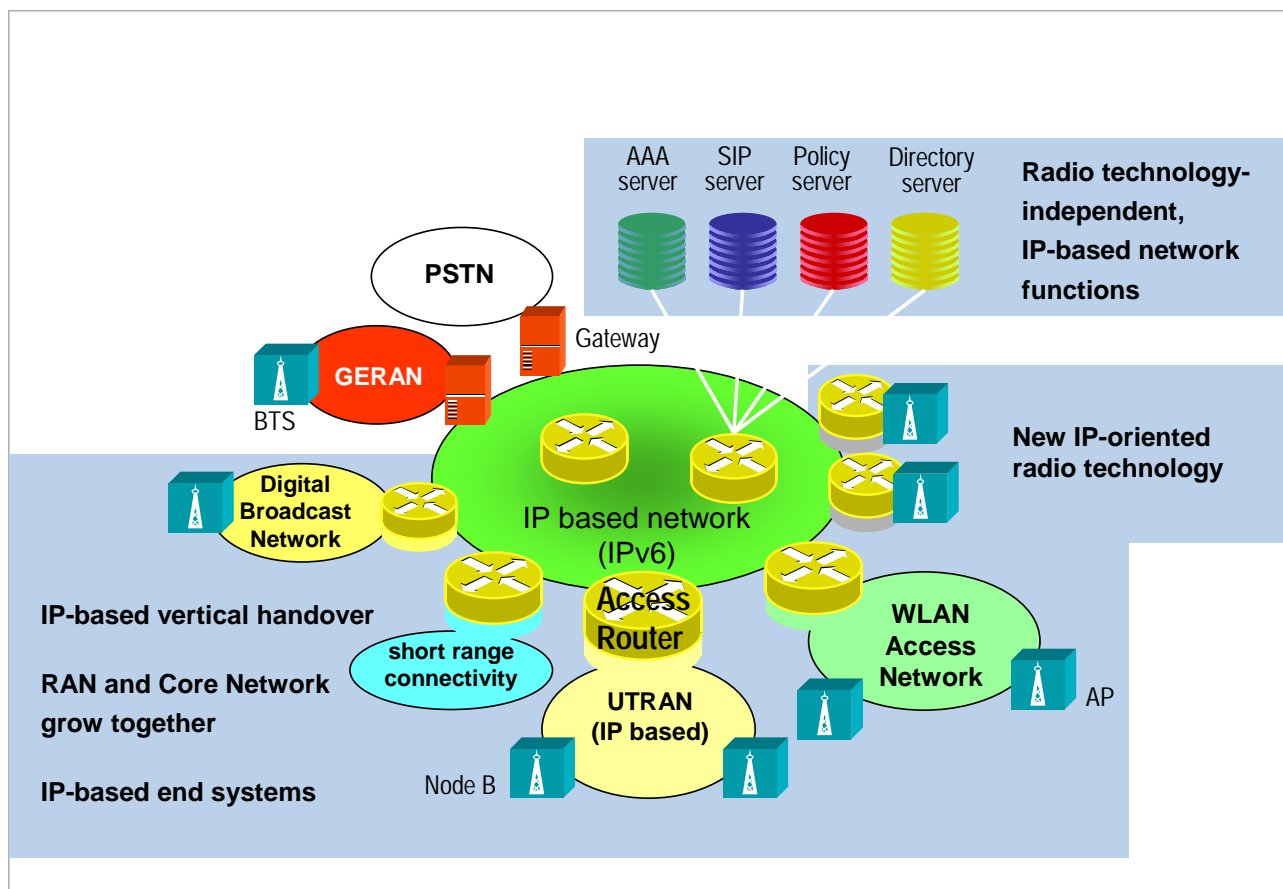 AAA
server
SIP
server
Policy
server
Directory
server
Radio technology-
independent,
IP-based network
functions
PSTN
Gateway
GERAN
BTS
New IP-oriented
radio technology
Digital
Broadcast
Network
IP based network
(IPv6)
Access
Router
IP-based vertical handover
short range
connectivity
WLAN
Access
Network
AP
RAN and Core Network
grow together
UTRAN
(IP based)
Node B
IP-based end systems